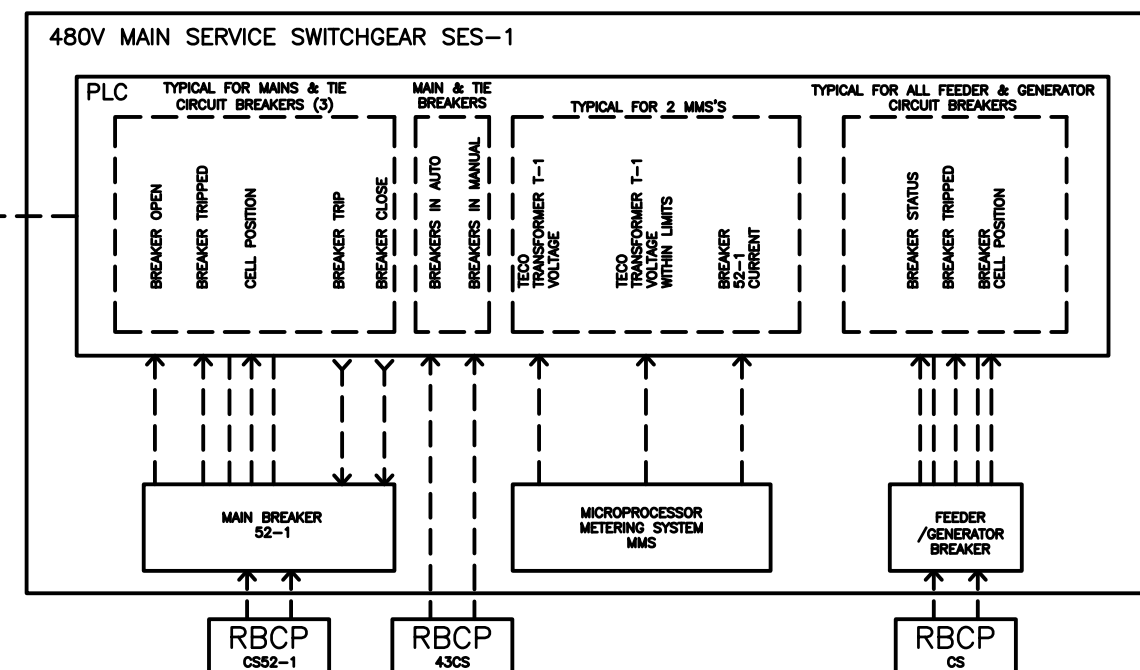 480V MAIN SERVICE SWITCHGEAR SES-1
PLC
TYPICAL FOR MAINS & TIE
CIRCUIT BREAKERS (3)
MAIN & TIE
BREAKERS
TYPICAL FOR 2 MMS'S
TYPICAL FOR ALL FEEDER & GENERATOR
CIRCUIT BREAKERS
BREAKER OPEN
BREAKER TRIPPED
CELL POSITION
BREAKER TRIP
BREAKER CLOSE
BREAKERS IN AUTO
BREAKERS IN MANUAL
TECO
TRANSFORMER T-1
VOLTAGE
TECO
TRANSFORMER T-1
VOLTAGE
WITHIN LIMITS
BREAKER
52-1
CURRENT
BREAKER STATUS
BREAKER TRIPPED
BREAKER
CELL POSITION
MAIN BREAKER
52-1
MICROPROCESSOR
METERING SYSTEM
MMS
FEEDER
/GENERATOR
BREAKER
RBCP
CS52-1
RBCP
43CS
RBCP
CS